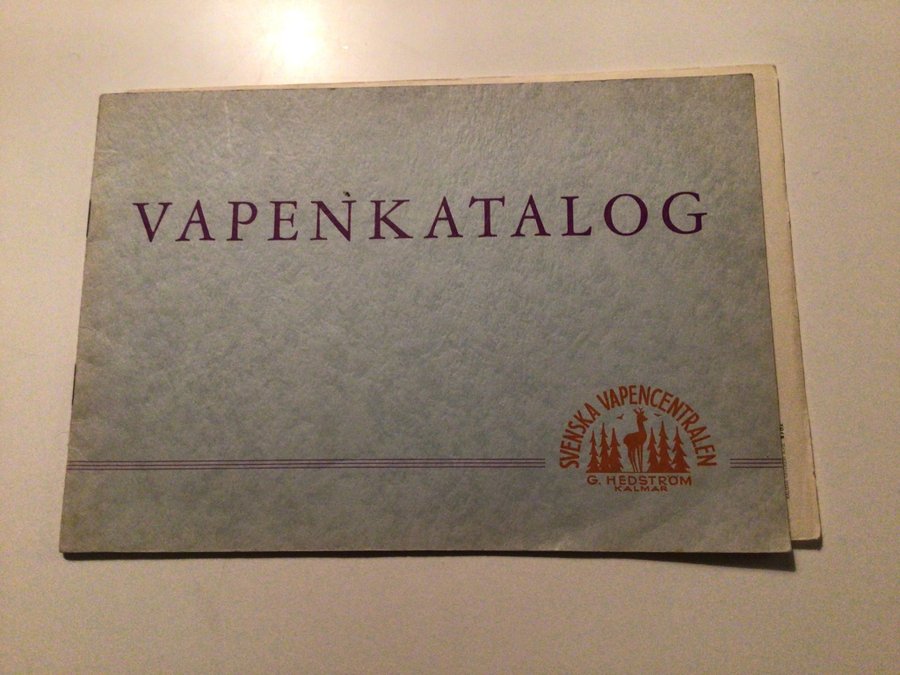 VAPENKATALOG
SVENSKA VAPENCENTRALEN
G. HEDSTRÖM
KALMAR